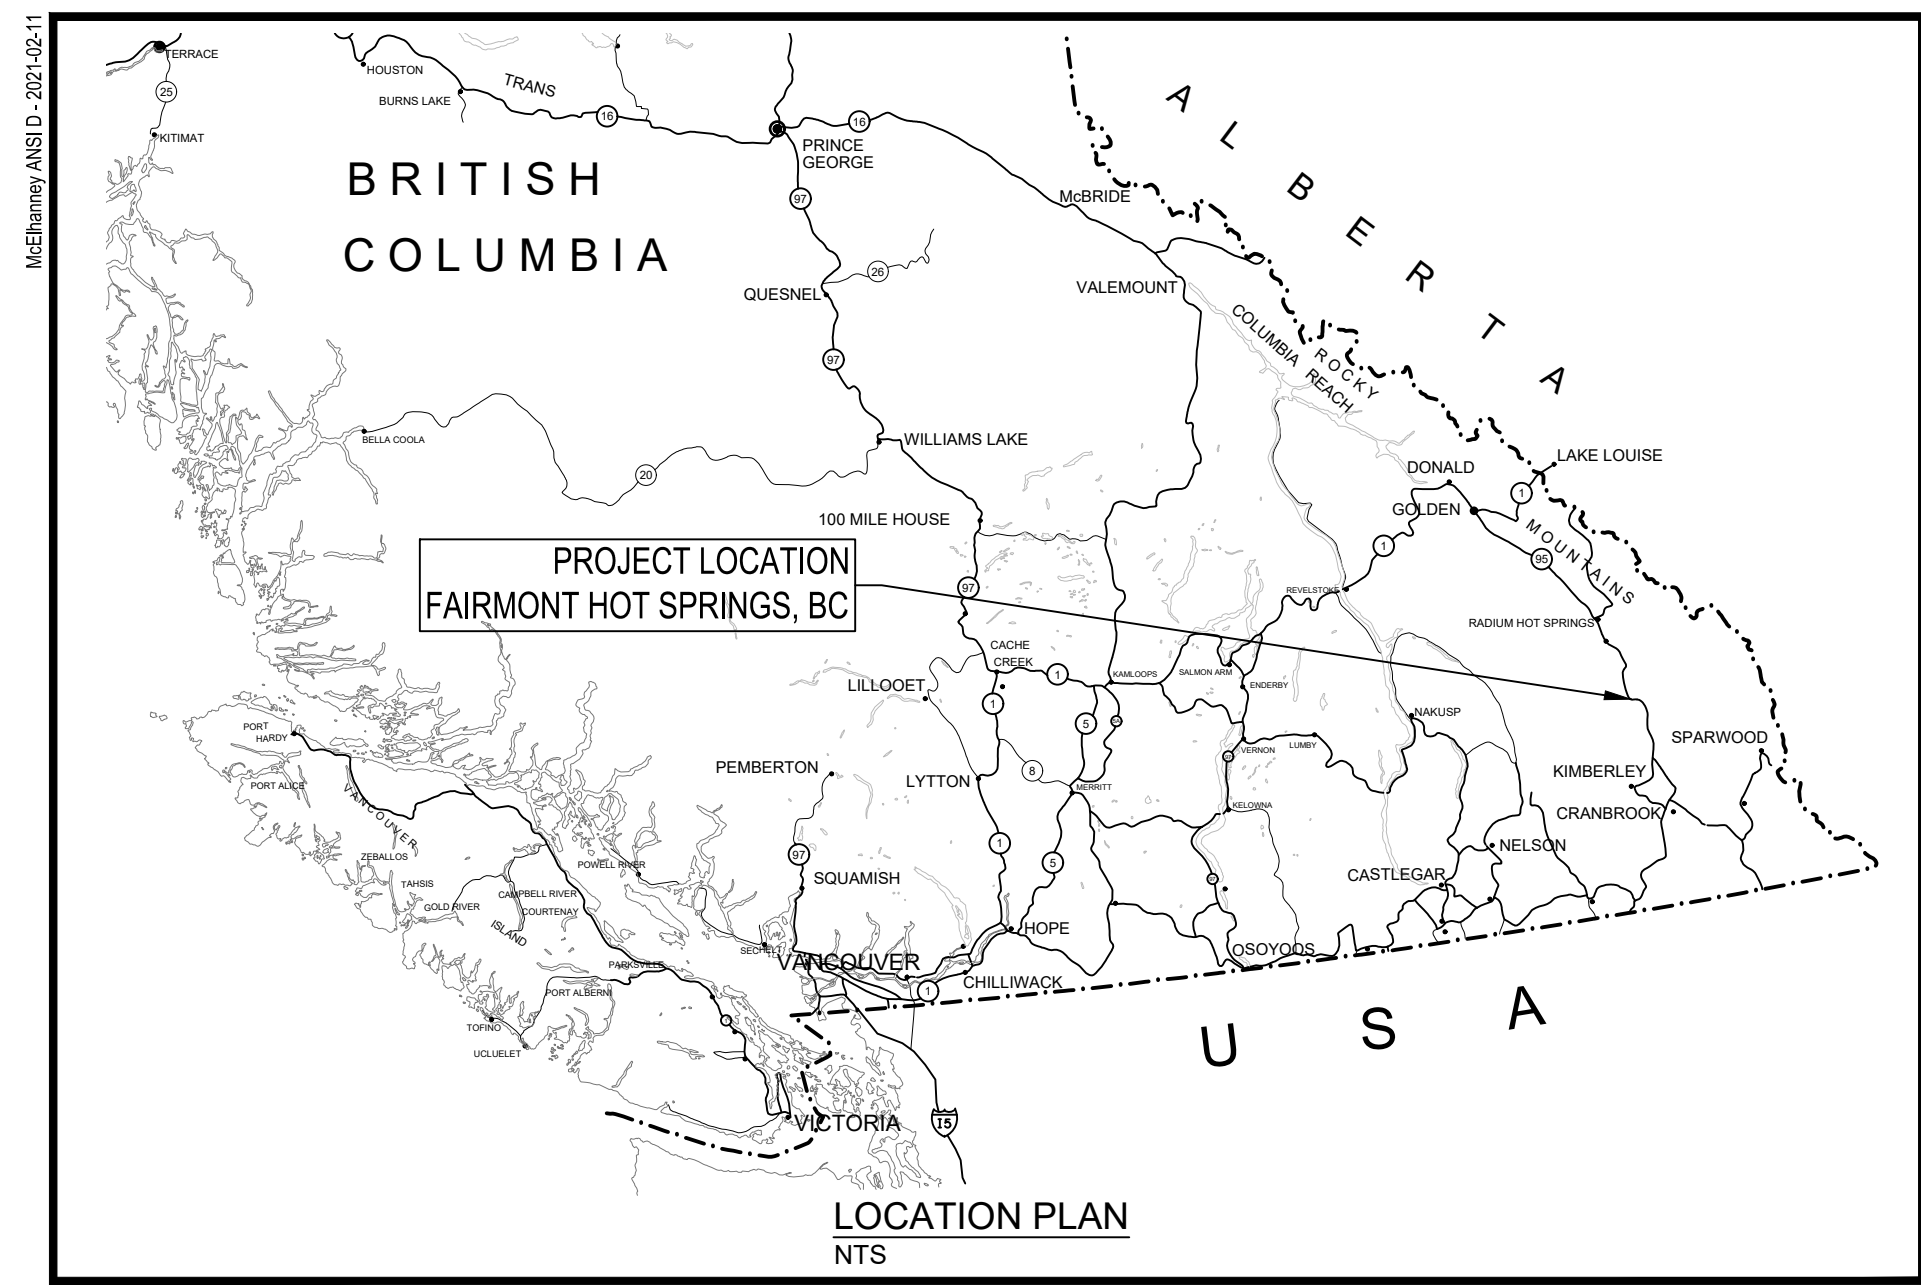 McElhanney ANSI D - 2021-02-11
TERRACE
HOUSTON
BURNS LAKE
TRANS
25
KITIMAT
16
16
PRINCE
GEORGE
BRITISH
COLUMBIA
ALBERTA
97
McBRIDE
26
QUESNEL
VALEMOUNT
COLUMBIA
REACH
ROCKY
97
BELLA COOLA
WILLIAMS LAKE
20
LAKE LOUISE
DONALD
1
GOLDEN
100 MILE HOUSE
MOUNTAINS
1
95
PROJECT LOCATION
FAIRMONT HOT SPRINGS, BC
97
REVELSTOKE
RADIUM HOT SPRINGS
CACHE
CREEK
1
KAMLOOPS
SALMON ARM
ENDERBY
LILLOOET
1
5
5A
NAKUSP
PORT
HARDY
VERNON
LUMBY
SPARWOOD
97
PEMBERTON
LYTTON
8
MERRITT
KIMBERLEY
PORT ALICE
VANCOUVER
KELOWNA
CRANBROOK
1
97
5
NELSON
ZEBALLOS
POWELL RIVER
SQUAMISH
97
CASTLEGAR
TAHSIS
CAMPBELL RIVER
GOLD RIVER
COURTENAY
ISLAND
HOPE
SECHELT
OSOYOOS
VANCOUVER
PARKSVILLE
CHILLIWACK
1
PORT ALBERNI
TOFINO
1
UCLUELET
USA
VICTORIA
I5
LOCATION PLAN
NTS